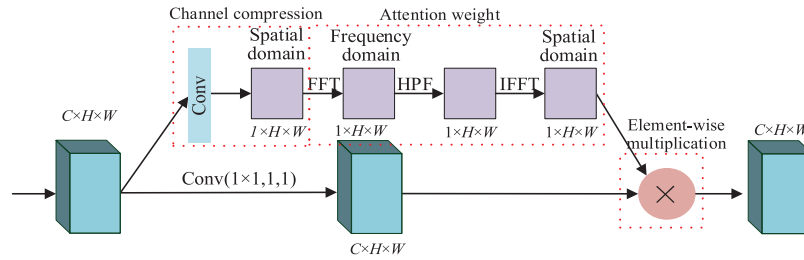 Channel compression
Attention weight
Spatial
domain
Frequency
domain
Spatial
domain
Conv
FFT
HPF
IFFT
1×H×W
1×H×W
1×H×W
1×H×W
C×H×W
Conv(1×1,1,1)
C×H×W
Element-wise
multiplication
×
C×H×W